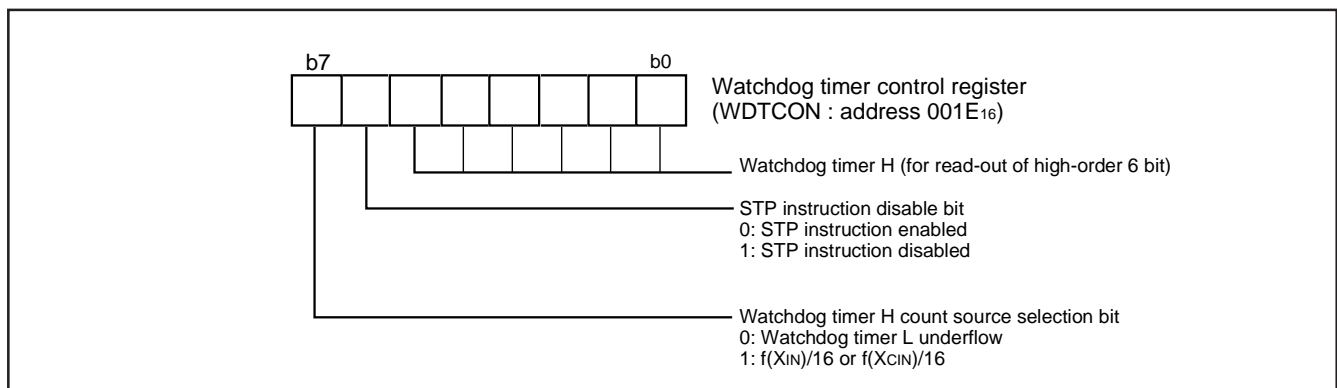 b7 b0
Watchdog timer control register
(WDTCON : address 001E16)
Watchdog timer H (for read-out of high-order 6 bit)
STP instruction disable bit
0: STP instruction enabled
1: STP instruction disabled
Watchdog timer H count source selection bit
0: Watchdog timer L underflow
1: f(XIN)/16 or f(XCIN)/16